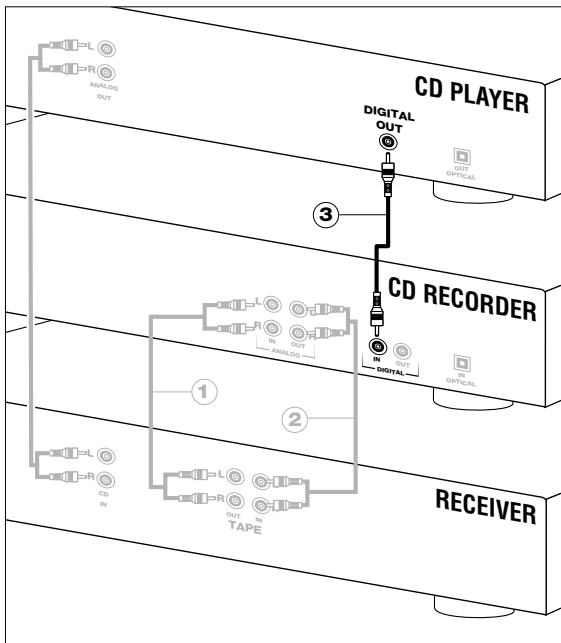 L
R
ANALOG
OUT
CD PLAYER
DIGITAL
OUT
OUT
OPTICAL
3
CD RECORDER
L
R
IN
OUT
L
R
ANALOG
IN
OUT
DIGITAL
IN
OPTICAL
1
2
L
R
CD
IN
L
R
OUT
IN
TAPE
RECEIVER